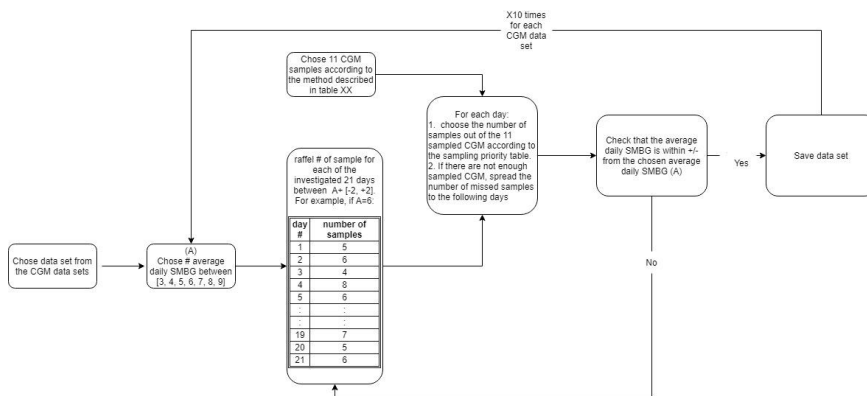 X10 times
for each
CGM data
set
Chose 11 CGM
samples according to
the method described
in table XX
For each day:
1. choose the number of
samples out of the 11
sampled CGM according to
the sampling priority table.
2. If there are not enough
sampled CGM, spread the
number of missed samples
to the following days
Check that the average
daily SMBG is within +/-
from the chosen average
daily SMBG (A)
Yes
Save data set
raffel # of sample for
each of the
investigated 21 days
between A+ [-2, +2].
For example, if A=6:
day # number of samples
1 5
2 6
3 4
4 8
5 6
: :
: :
19 7
20 5
21 6
Chose data set from
the CGM data sets
(A)
Chose # average
daily SMBG between
[3, 4, 5, 6, 7, 8, 9]
No